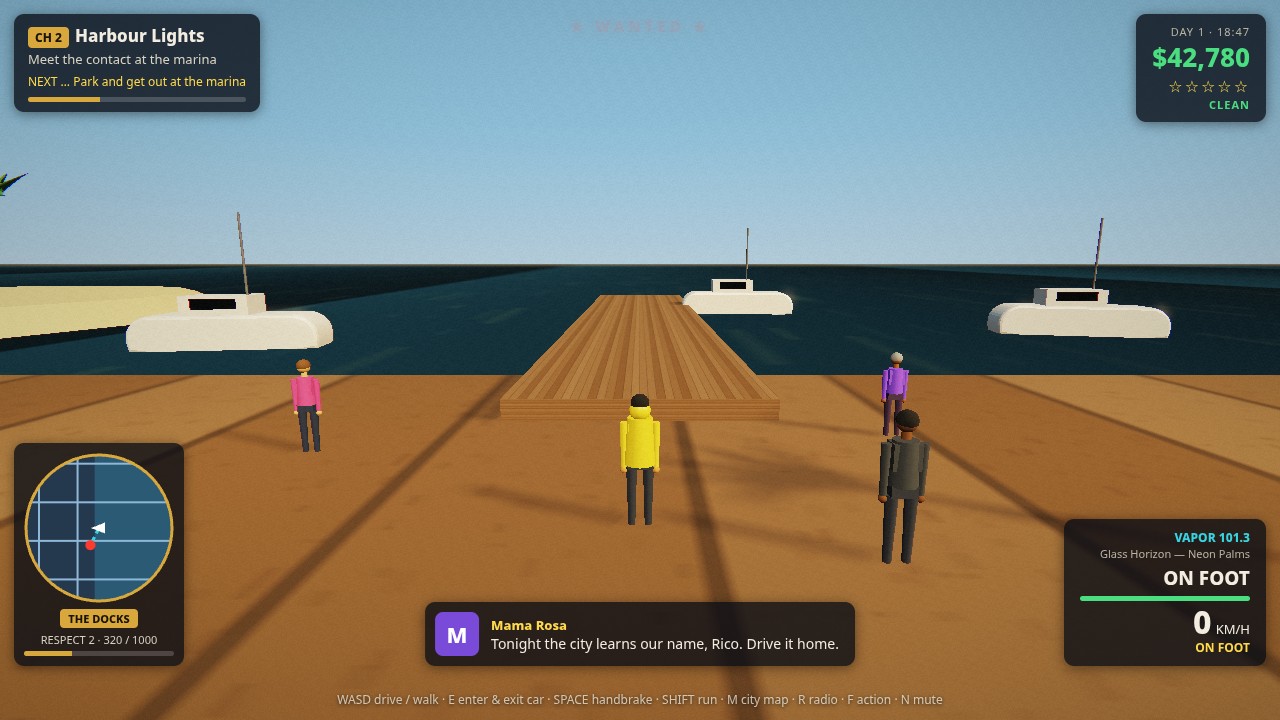 CH 2 Harbour Lights
Meet the contact at the marina
NEXT ... Park and get out at the marina
★ WANTED ★
DAY 1 · 18:47
$42,780
☆☆☆☆☆
CLEAN
THE DOCKS
RESPECT 2 · 320 / 1000
M
Mama Rosa
Tonight the city learns our name, Rico. Drive it home.
VAPOR 101.3
Glass Horizon — Neon Palms
ON FOOT
0 KM/H
ON FOOT
WASD drive / walk · E enter & exit car · SPACE handbrake · SHIFT run · M city map · R radio · F action · N mute